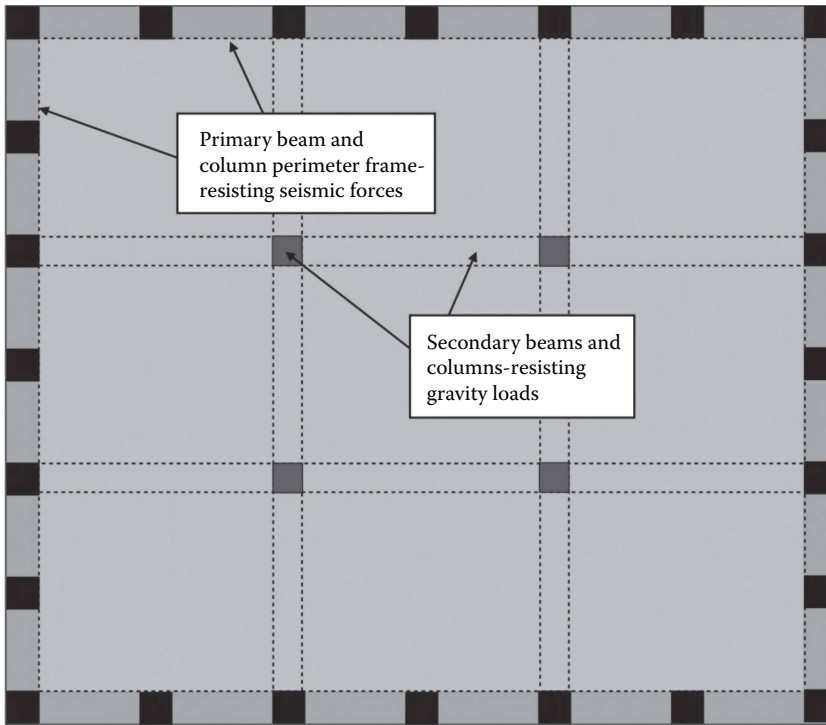 Primary beam and
column perimeter frame-
resisting seismic forces
Secondary beams and
columns-resisting
gravity loads